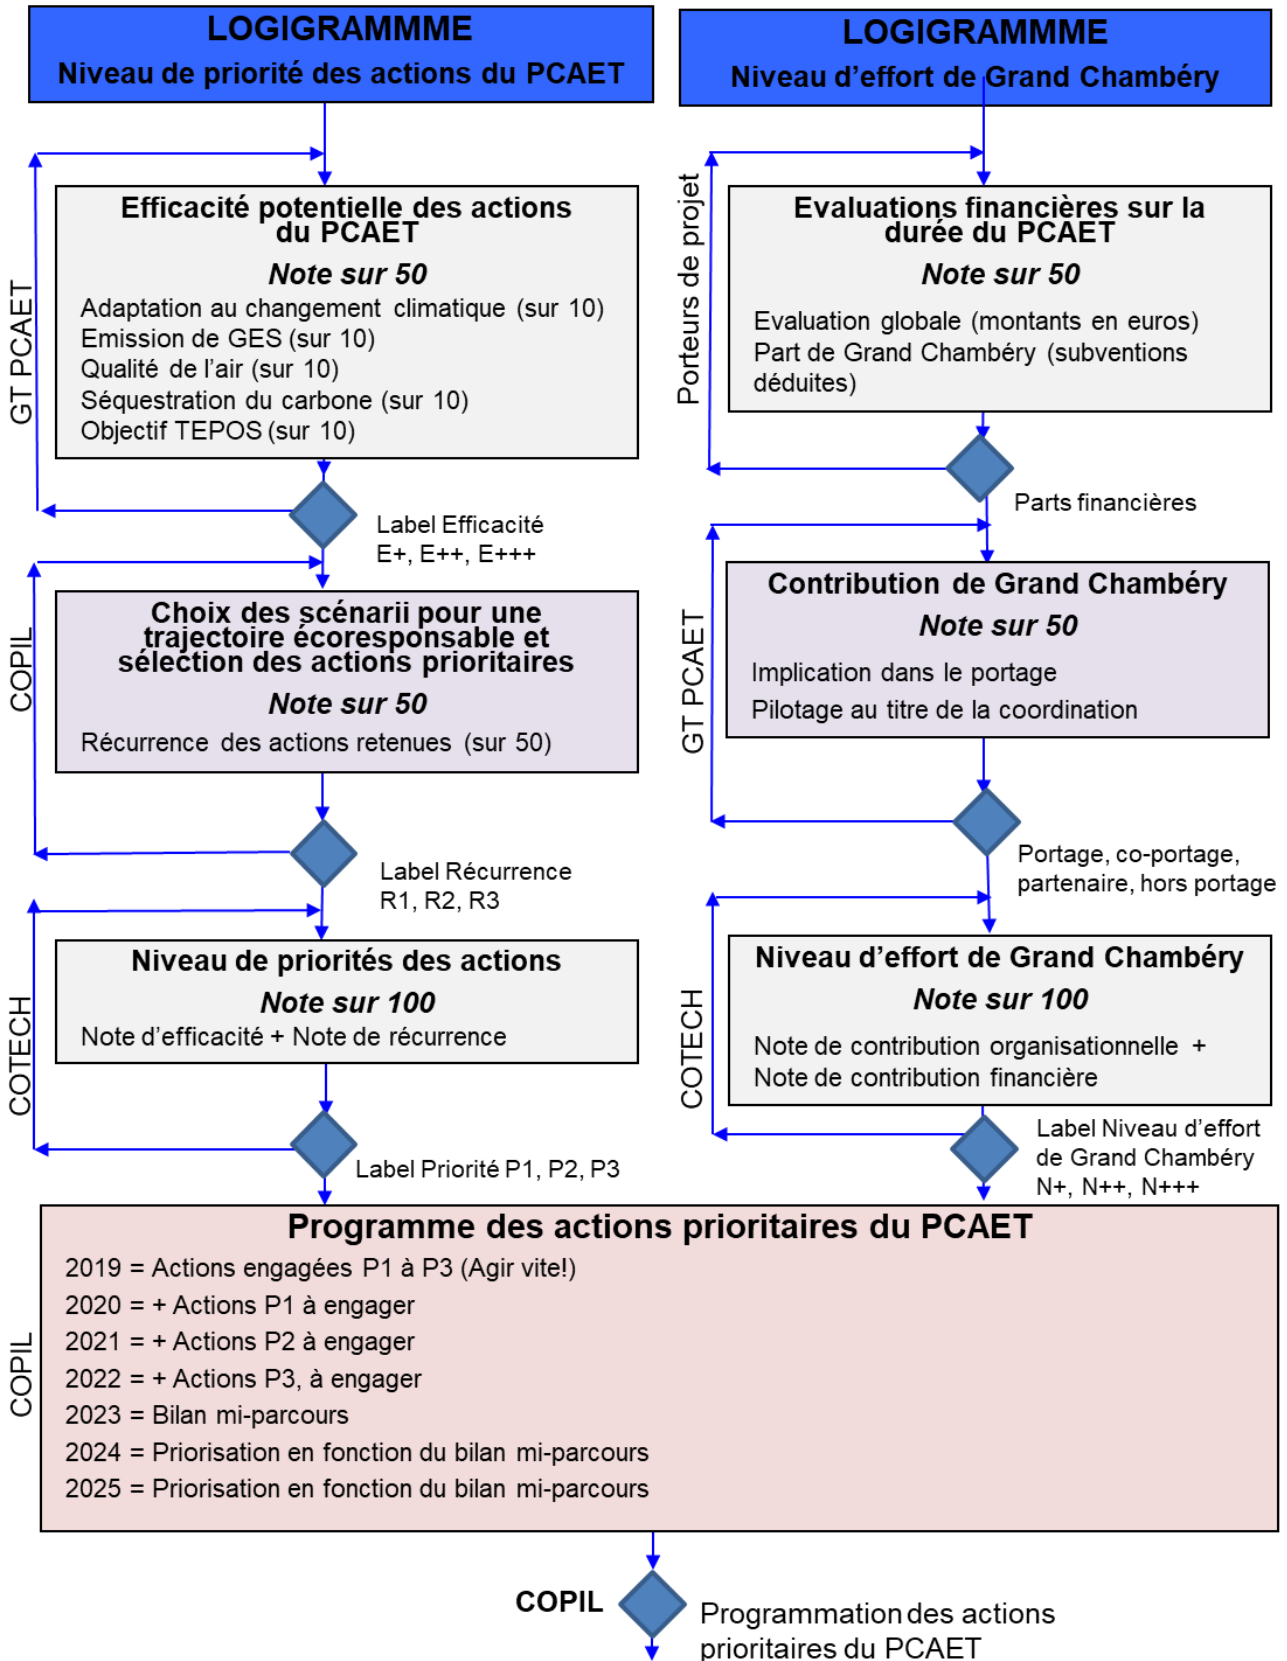 LOGIGRAMMME
Niveau de priorité des actions du PCAET
GT PCAET
Efficacité potentielle des actions
du PCAET
Note sur 50
Adaptation au changement climatique (sur 10)
Emission de GES (sur 10)
Qualité de l'air (sur 10)
Séquestration du carbone (sur 10)
Objectif TEPOS (sur 10)
Label Efficacité
E+, E++, E+++
COPIL
Choix des scénarii pour une
trajectoire écoresponsable et
sélection des actions prioritaires
Note sur 50
Récurrence des actions retenues (sur 50)
Label Récurrence
R1, R2, R3
COTECH
Niveau de priorités des actions
Note sur 100
Note d'efficacité + Note de récurrence
Label Priorité P1, P2, P3
LOGIGRAMMME
Niveau d'effort de Grand Chambéry
Porteurs de projet
Evaluations financières sur la
durée du PCAET
Note sur 50
Evaluation globale (montants en euros)
Part de Grand Chambéry (subventions
déduites)
Parts financières
GT PCAET
Contribution de Grand Chambéry
Note sur 50
Implication dans le portage
Pilotage au titre de la coordination
Portage, co-portage,
partenaire, hors portage
COTECH
Niveau d'effort de Grand Chambéry
Note sur 100
Note de contribution organisationnelle +
Note de contribution financière
Label Niveau d'effort
de Grand Chambéry
N+, N++, N+++
COPIL
Programme des actions prioritaires du PCAET
2019 = Actions engagées P1 à P3 (Agir vite!)
2020 = + Actions P1 à engager
2021 = + Actions P2 à engager
2022 = + Actions P3, à engager
2023 = Bilan mi-parcours
2024 = Priorisation en fonction du bilan mi-parcours
2025 = Priorisation en fonction du bilan mi-parcours
COPIL
Programmation des actions
prioritaires du PCAET